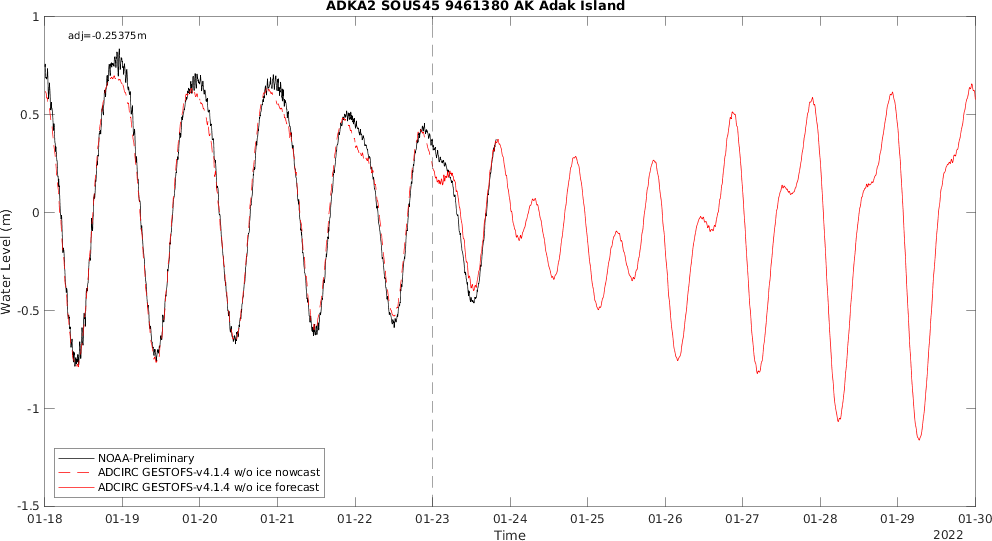 ADKA2 SOUS45 9461380 AK Adak Island
adj=-0.25375m
1
0.5
0
-0.5
-1
-1.5
Water Level (m)
NOAA-Preliminary
ADCIRC GESTOFS-v4.1.4 w/o ice nowcast
ADCIRC GESTOFS-v4.1.4 w/o ice forecast
01-18 01-19 01-20 01-21 01-22 01-23 01-24 01-25 01-26 01-27 01-28 01-29 01-30
Time
2022